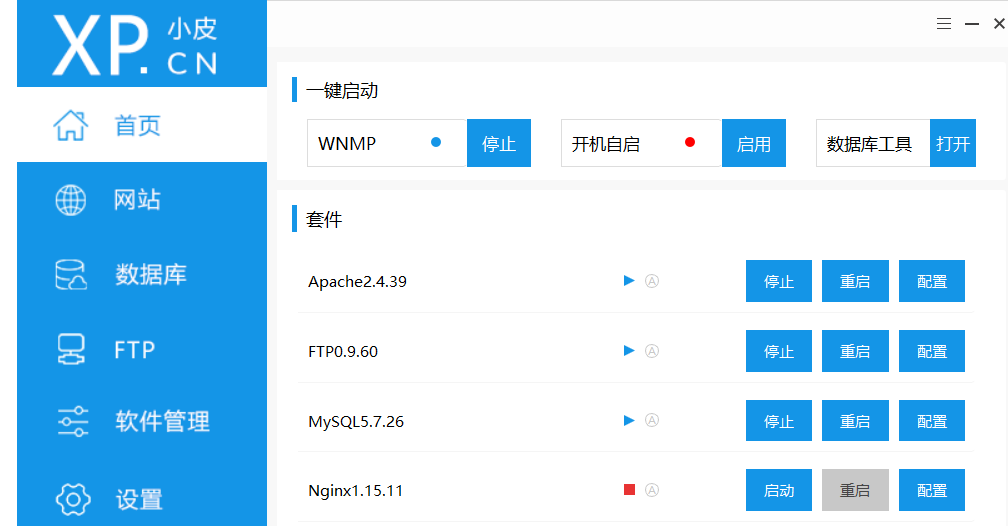 XP. 小皮
CN
首页
网站
数据库
FTP
软件管理
设置
一键启动
WNMP 停止 开机自启 启用 数据库工具 打开
套件
Apache2.4.39 A 停止 重启 配置
FTP0.9.60 A 停止 重启 配置
MySQL5.7.26 A 停止 重启 配置
Nginx1.15.11 A 启动 重启 配置